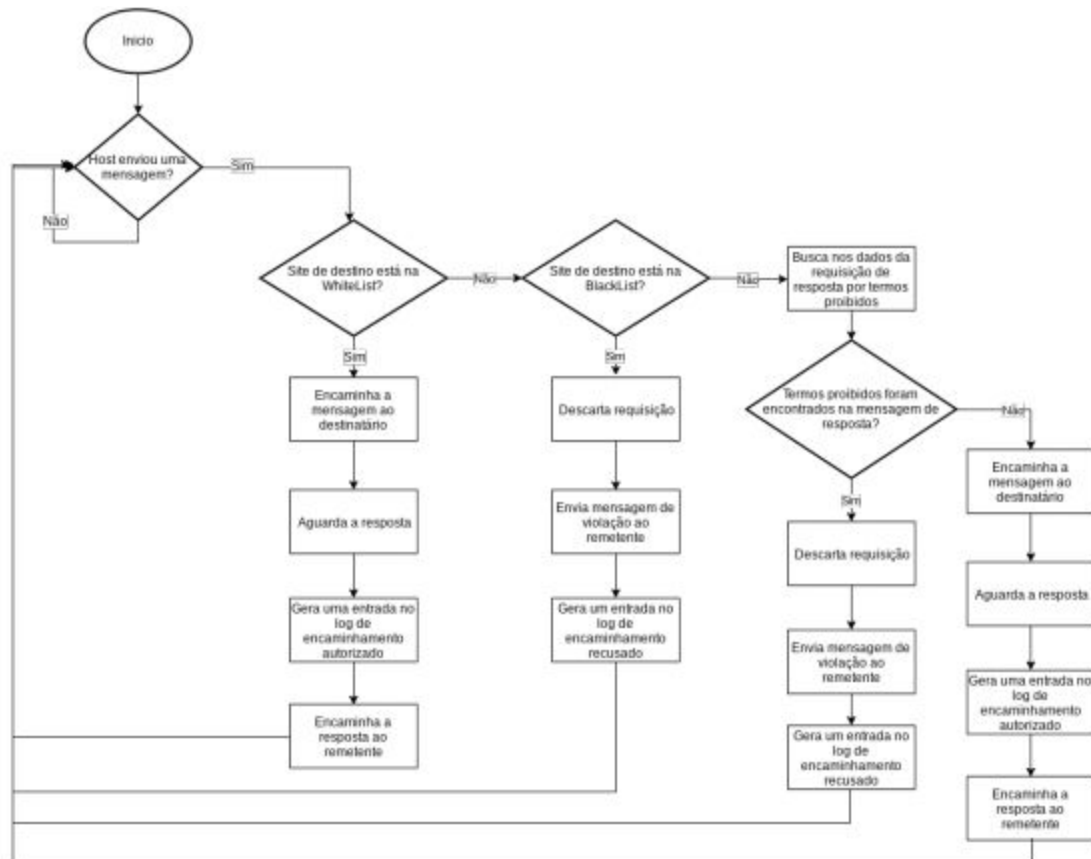 Inicio
Host enviou uma
mensagem?
Sim
Não
Site de destino está na
WhiteList?
Não
Site de destino está na
BlackList?
Não
Busca nos dados da
requisição de
resposta por termos
proibidos
Sim
Encaminha a
mensagem ao
destinatário
Aguarda a resposta
Gera uma entrada no
log de
encaminhamento
autorizado
Encaminha a
resposta ao
remetente
Sim
Descarta requisição
Envia mensagem de
violação ao
remetente
Gera um entrada no
log de
encaminhamento
recusado
Termos proibidos foram
encontrados na mensagem de
resposta?
Sim
Descarta requisição
Envia mensagem de
violação ao
remetente
Gera um entrada no
log de
encaminhamento
recusado
Não
Encaminha a
mensagem ao
destinatário
Aguarda a resposta
Gera uma entrada no
log de
encaminhamento
autorizado
Encaminha a
resposta ao
remetente